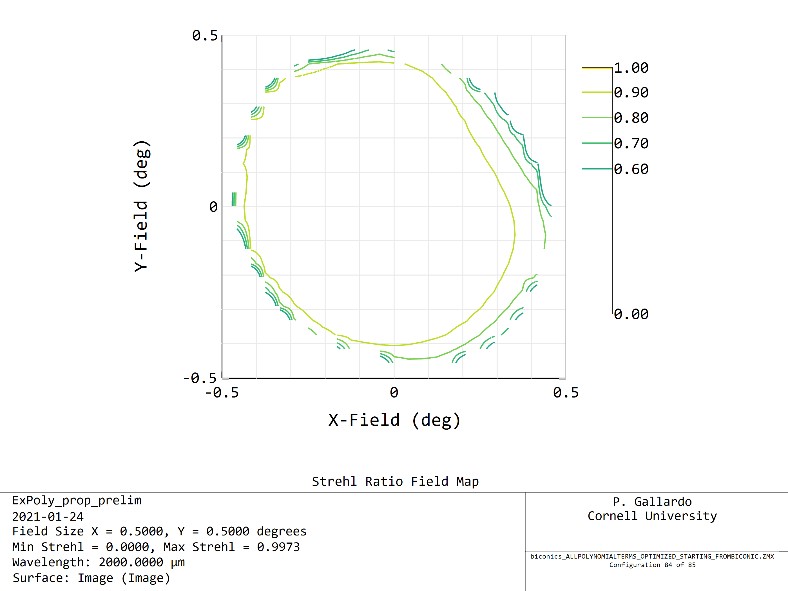 0.5
1.00
0.90
0.80
0.70
0.60
Y-Field (deg)
0
0.00
-0.5
-0.5
0
0.5
X-Field (deg)
Strehl Ratio Field Map
ExPoly_prop_prelim
2021-01-24
Field Size X = 0.5000, Y = 0.5000 degrees
Min Strehl = 0.0000, Max Strehl = 0.9973
Wavelength: 2000.0000 µm
Surface: Image (Image)
P. Gallardo
Cornell University
biconics_ALLPOLYNOMIALTERMS_OPTIMIZED_STARTING_FROMBICONIC.ZMX
Configuration 84 of 85